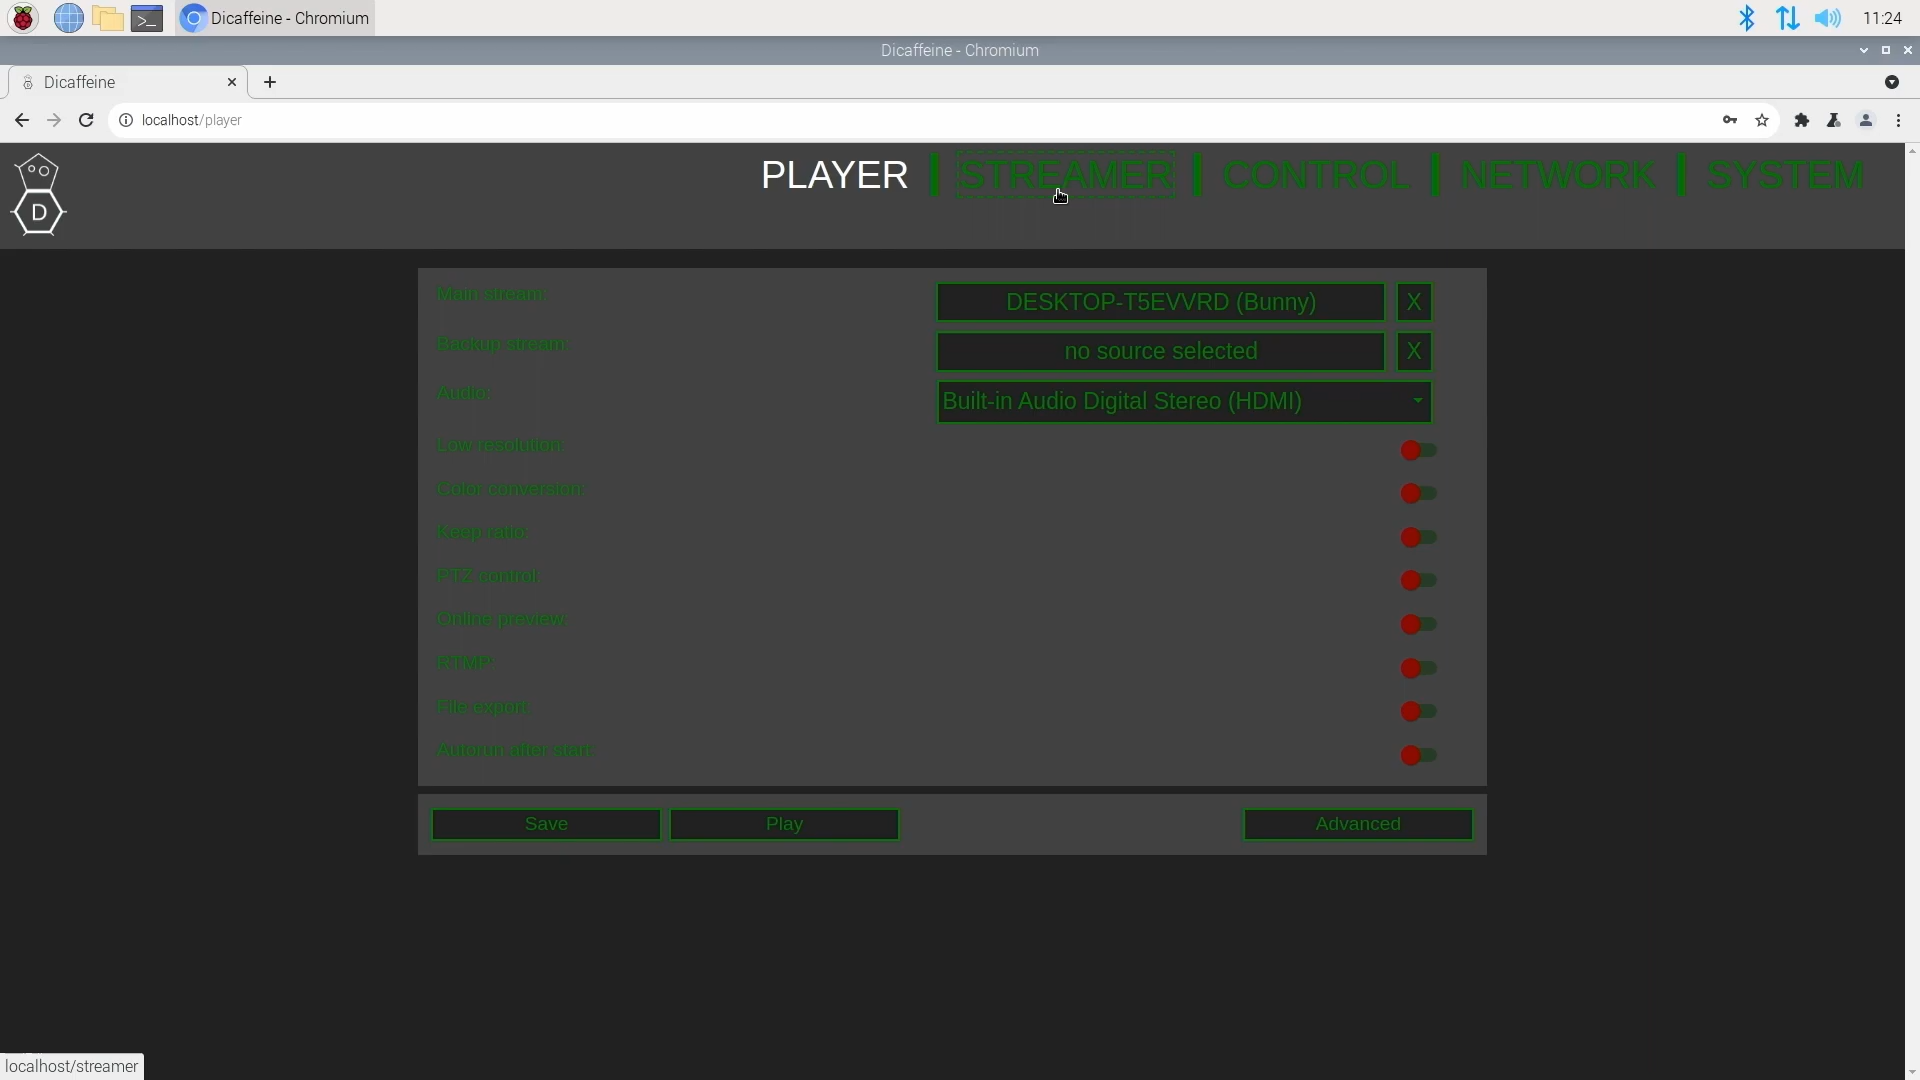 Dicaffeine - Chromium
11:24
Dicaffeine - Chromium
Dicaffeine
localhost/player
D
PLAYER | STREAMER | CONTROL | NETWORK | SYSTEM
Main stream: DESKTOP-T5EVVRD (Bunny) X
Backup stream: no source selected X
Audio: Built-in Audio Digital Stereo (HDMI)
Low resolution:
Color conversion:
Keep ratio:
PTZ control:
Online preview:
RTMP:
File export:
Autorun after start:
Save Play Advanced
localhost/streamer